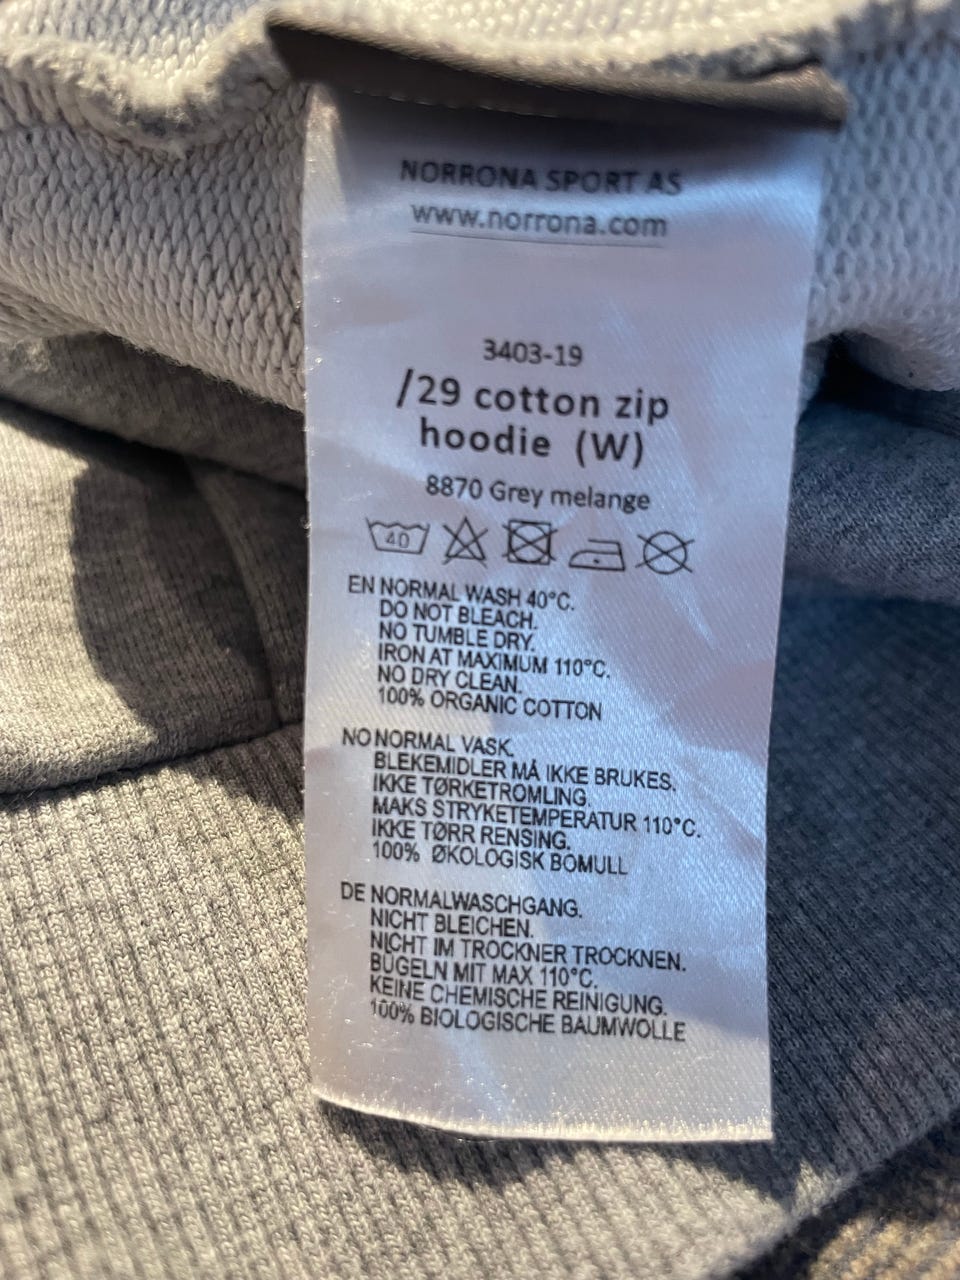 NORRONA SPORT AS
www.norrona.com
3403-19
/29 cotton zip
hoodie (W)
8870 Grey melange
40
EN NORMAL WASH 40°C.
DO NOT BLEACH.
NO TUMBLE DRY.
IRON AT MAXIMUM 110°C.
NO DRY CLEAN.
100% ORGANIC COTTON
NO NORMAL VASK.
BLEKEMIDLER MÅ IKKE BRUKES.
IKKE TØRKETROMLING.
MAKS STRYKETEMPERATUR 110°C.
IKKE TØRR RENSING.
100% ØKOLOGISK BOMULL
DE NORMALWASCHGANG.
NICHT BLEICHEN.
NICHT IM TROCKNER TROCKNEN.
BÜGELN MIT MAX 110°C.
KEINE CHEMISCHE REINIGUNG.
100% BIOLOGISCHE BAUMWOLLE